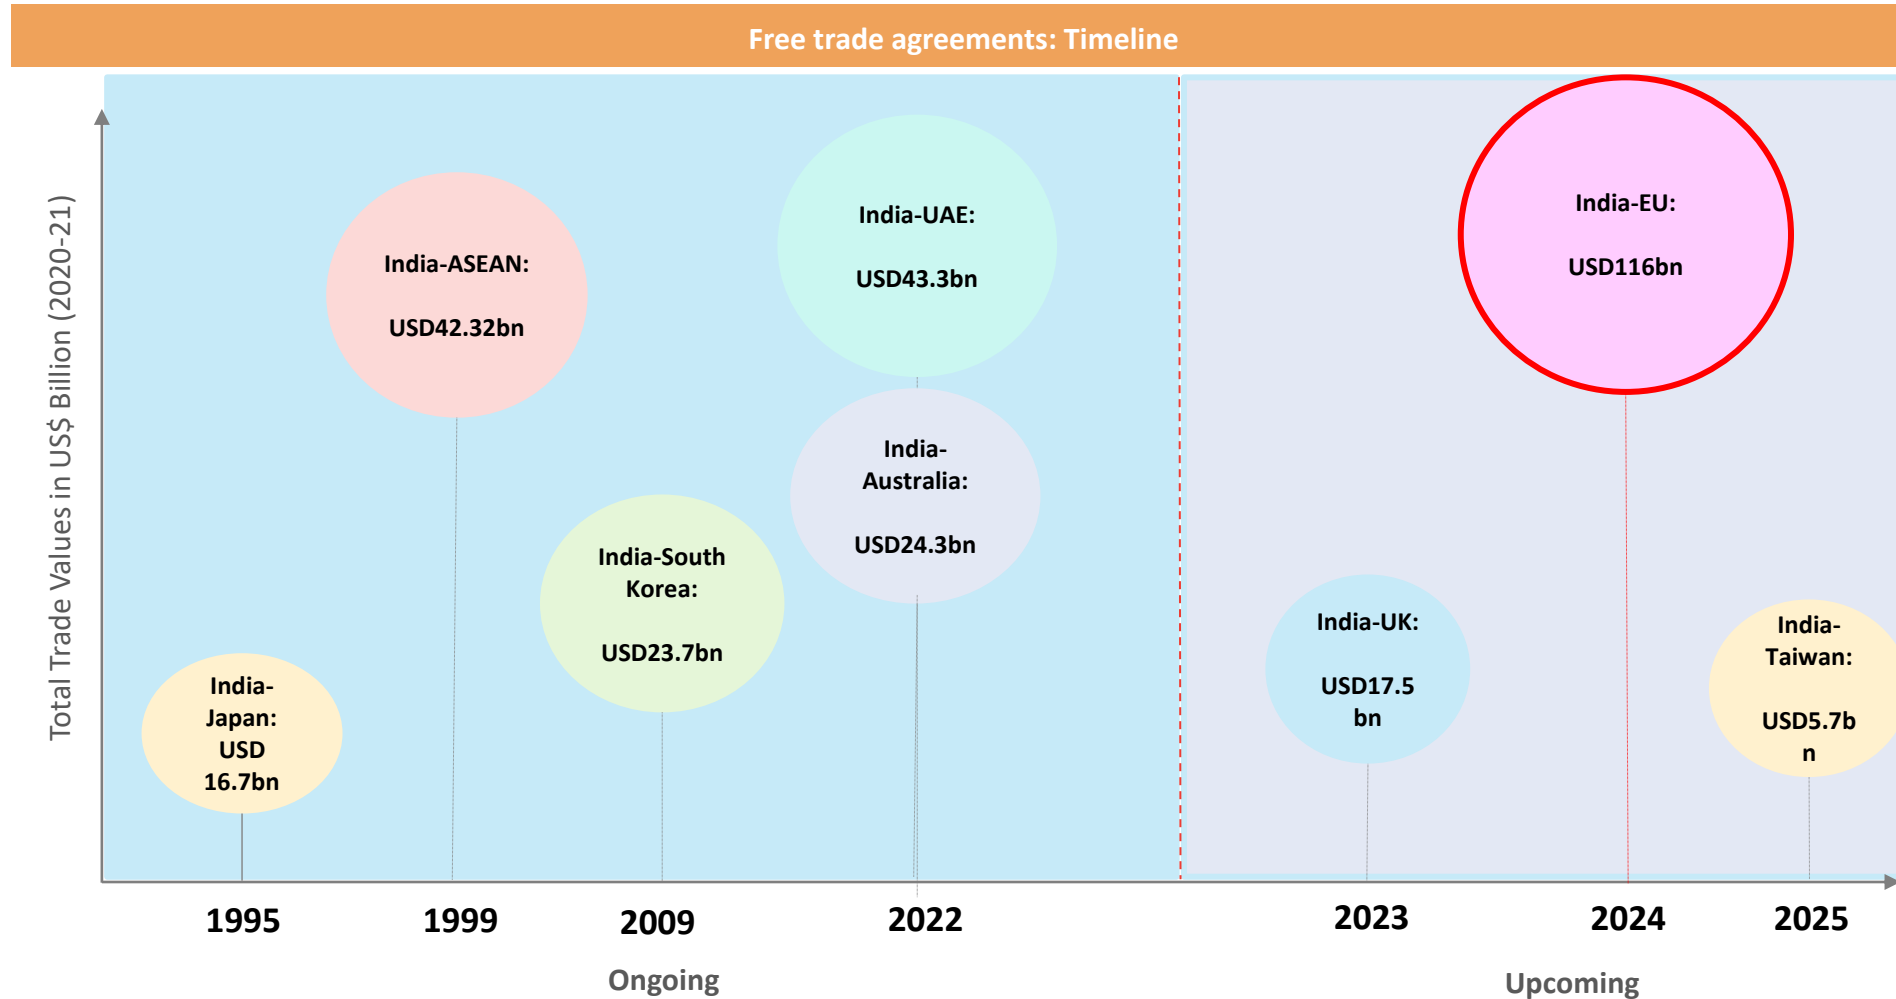 Free trade agreements: Timeline
Total Trade Values in US$ Billion (2020-21)
India-
Japan:
USD
16.7bn
India-ASEAN:
USD42.32bn
India-South
Korea:
USD23.7bn
India-UAE:
USD43.3bn
India-
Australia:
USD24.3bn
India-UK:
USD17.5
bn
India-EU:
USD116bn
India-
Taiwan:
USD5.7b
n
1995
1999
2009
2022
2023
2024
2025
Ongoing
Upcoming